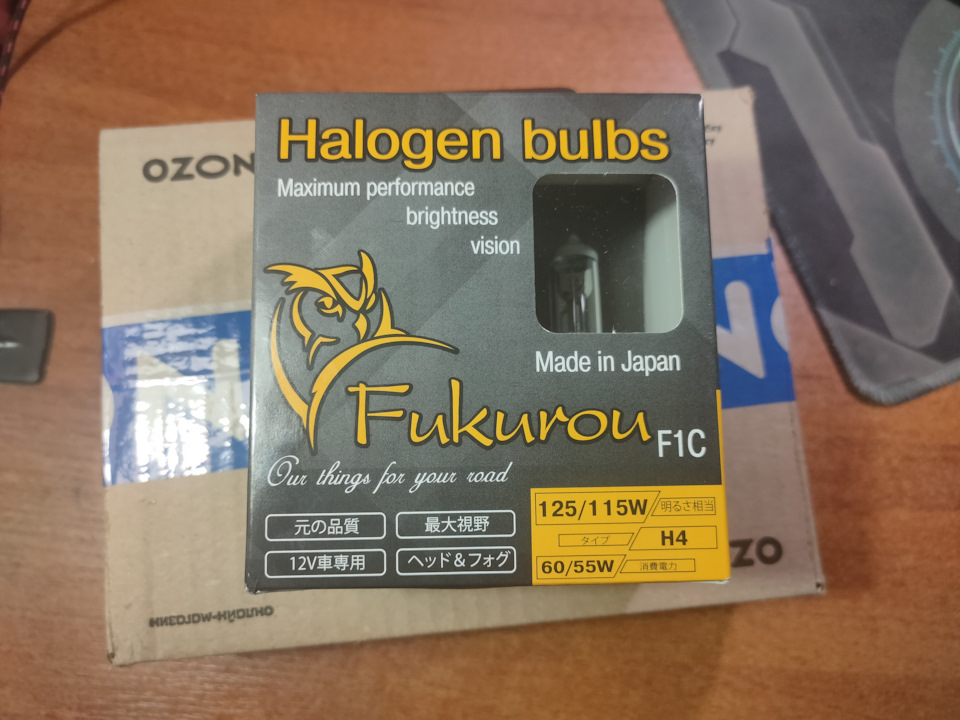 Halogen bulbs
Maximum performance
brightness
vision
Made in Japan
Fukurou
F1C
Our things for your road
元の品質
最大視野
12V車専用
ヘッド&フォグ
125/115W
明るさ相当
タイプ
H4
60/55W
消費電力
OZON
OZO
ОНЛАЙН-МАГАЗИН